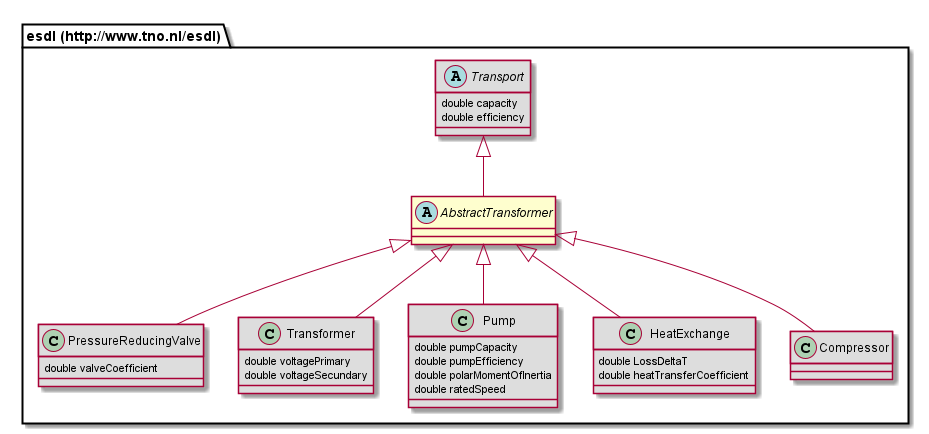 esdl (http://www.tno.nl/esdl)
A Transport
double capacity
double efficiency
A AbstractTransformer
C PressureReducingValve
double valveCoefficient
C Transformer
double voltagePrimary
double voltageSecundary
C Pump
double pumpCapacity
double pumpEfficiency
double polarMomentOfInertia
double ratedSpeed
C HeatExchange
double LossDeltaT
double heatTransferCoefficient
C Compressor